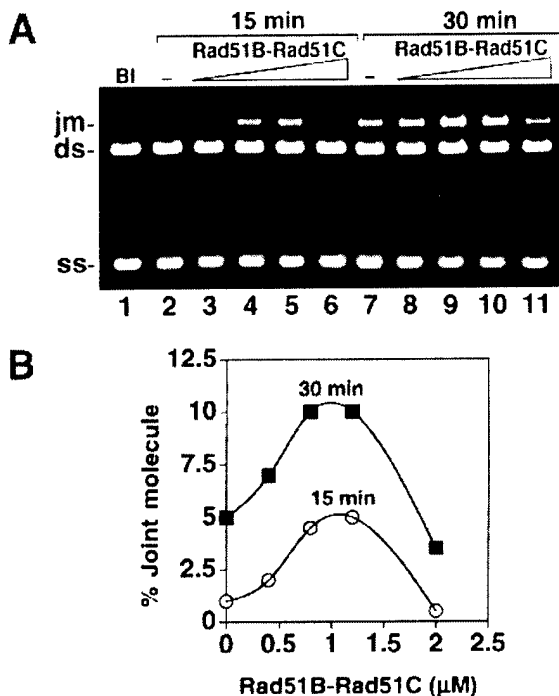 A
15 min 30 min
Rad51B-Rad51C Rad51B-Rad51C
Bl – –
jm-
ds-
ss-
1 2 3 4 5 6 7 8 9 10 11
B
12.5
10
7.5
5
2.5
0
% Joint molecule
30 min
15 min
0 0.5 1 1.5 2 2.5
Rad51B-Rad51C (μM)